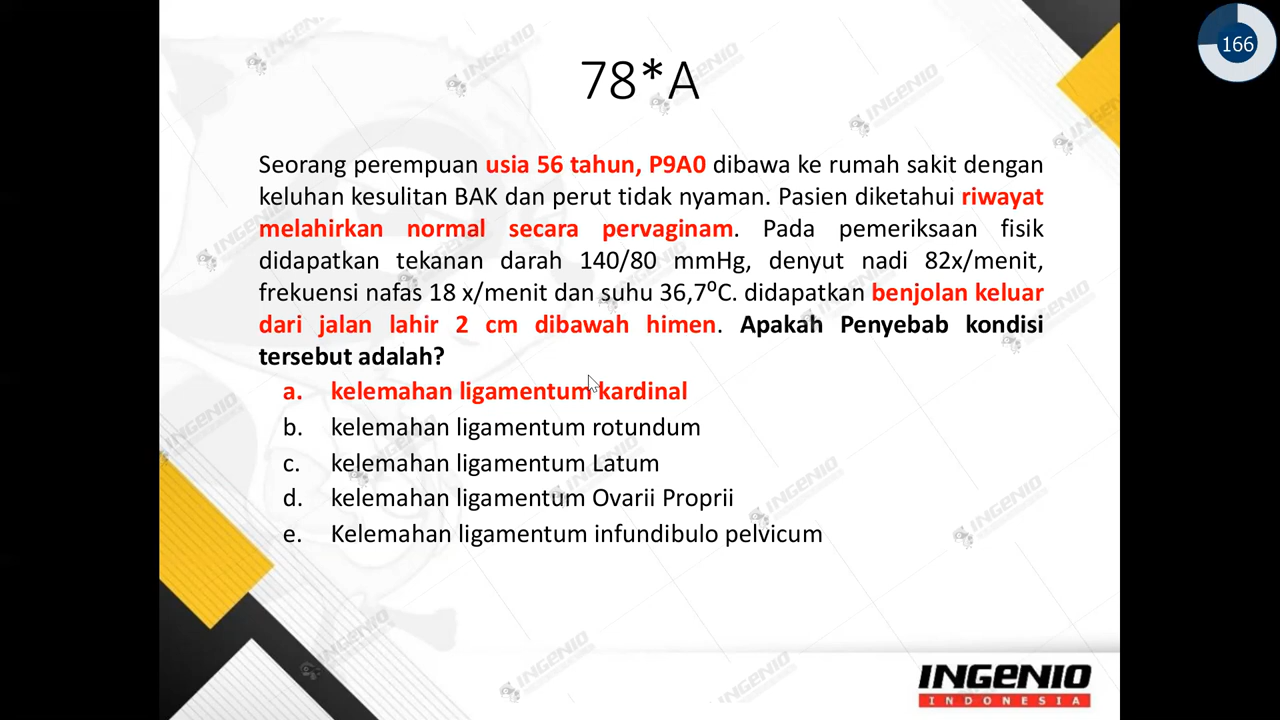 166
78*A
Seorang perempuan usia 56 tahun, P9A0 dibawa ke rumah sakit dengan
keluhan kesulitan BAK dan perut tidak nyaman. Pasien diketahui riwayat
melahirkan normal secara pervaginam. Pada pemeriksaan fisik
didapatkan tekanan darah 140/80 mmHg, denyut nadi 82x/menit,
frekuensi nafas 18 x/menit dan suhu 36,7⁰C. didapatkan benjolan keluar
dari jalan lahir 2 cm dibawah himen. Apakah Penyebab kondisi
tersebut adalah?
a. kelemahan ligamentum kardinal
b. kelemahan ligamentum rotundum
c. kelemahan ligamentum Latum
d. kelemahan ligamentum Ovarii Proprii
e. Kelemahan ligamentum infundibulo pelvicum
INGENIO
INDONESIA